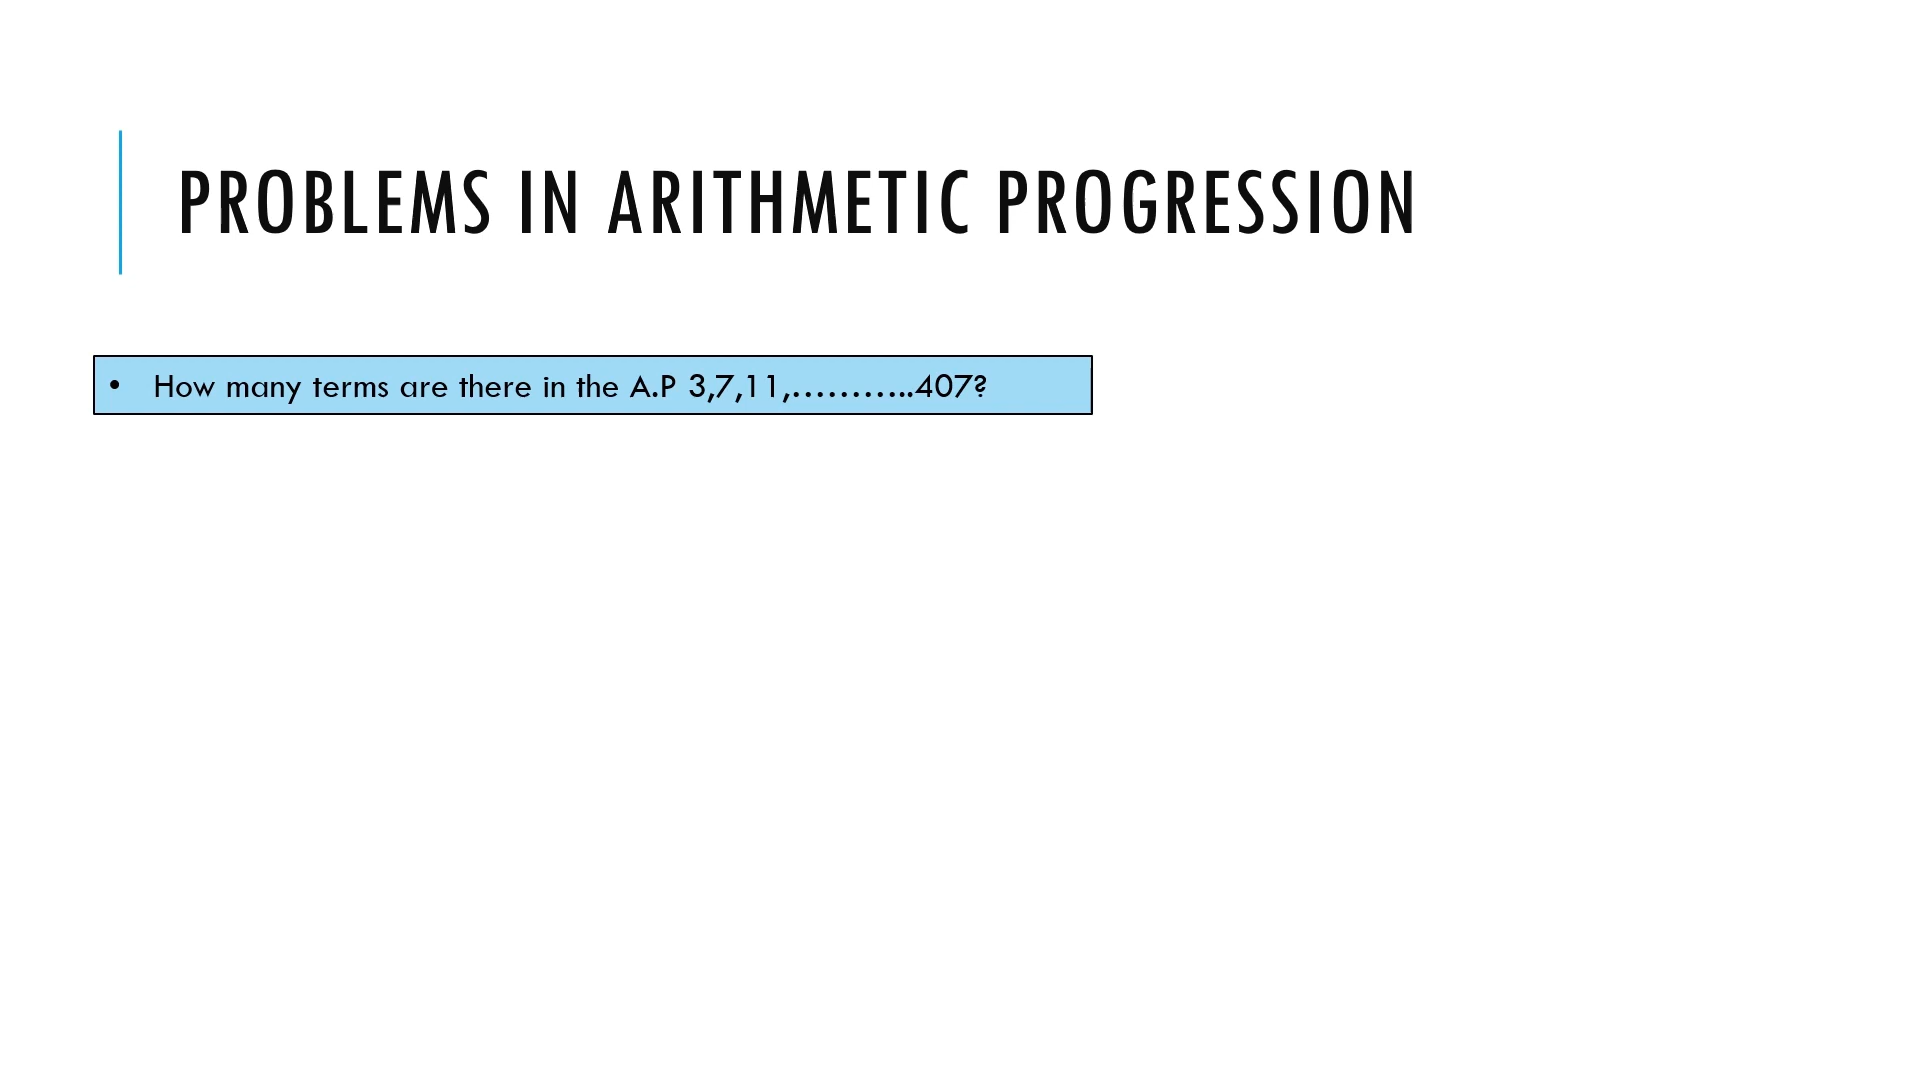 PROBLEMS IN ARITHMETIC PROGRESSION
• How many terms are there in the A.P 3,7,11,………..407?